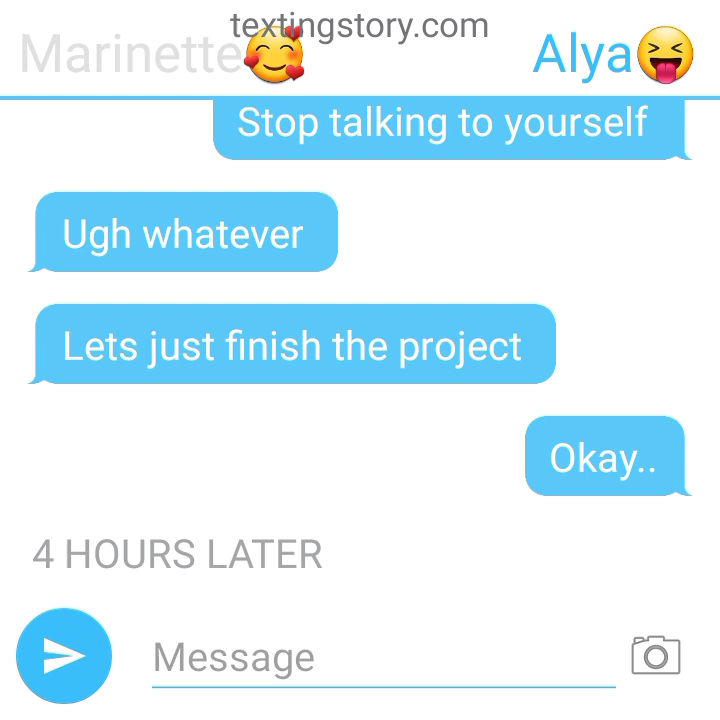 textingstory.com
Marinette🥰 Alya😝
Stop talking to yourself
Ugh whatever
Lets just finish the project
Okay..
4 HOURS LATER
Message